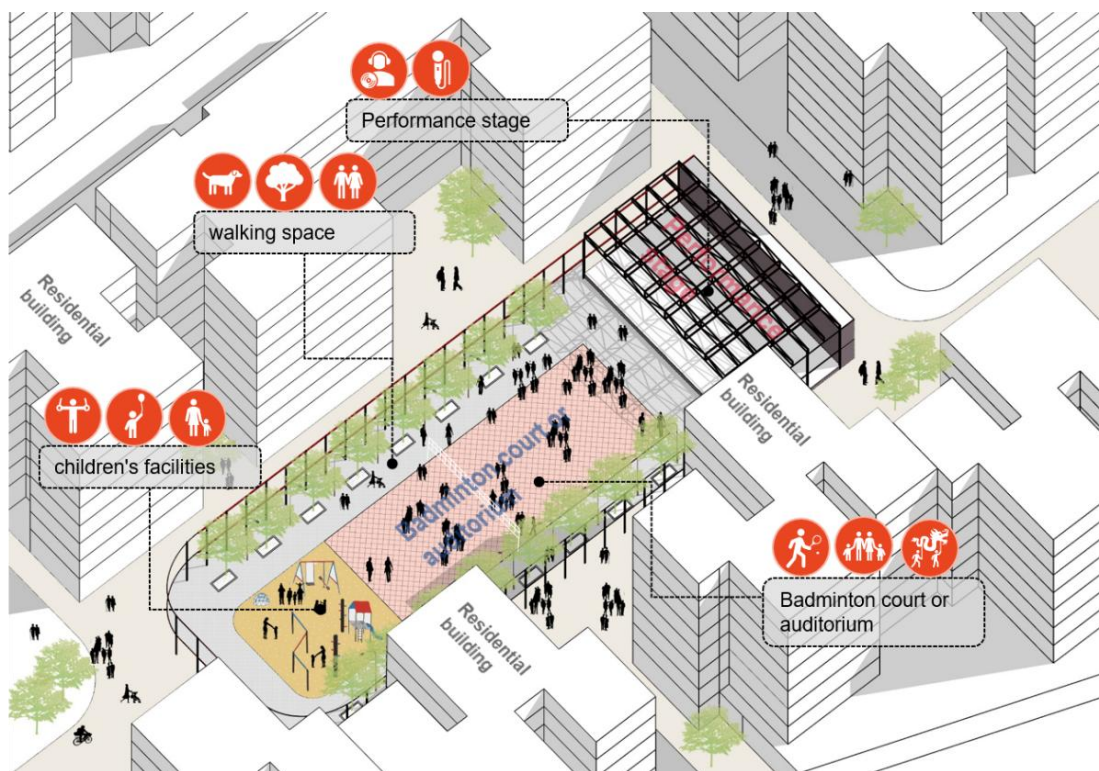 Performance stage
walking space
children's facilities
Badminton court or
auditorium
Residential
building
Performance
Residential
building
Badminton court or
auditorium
Residential
building